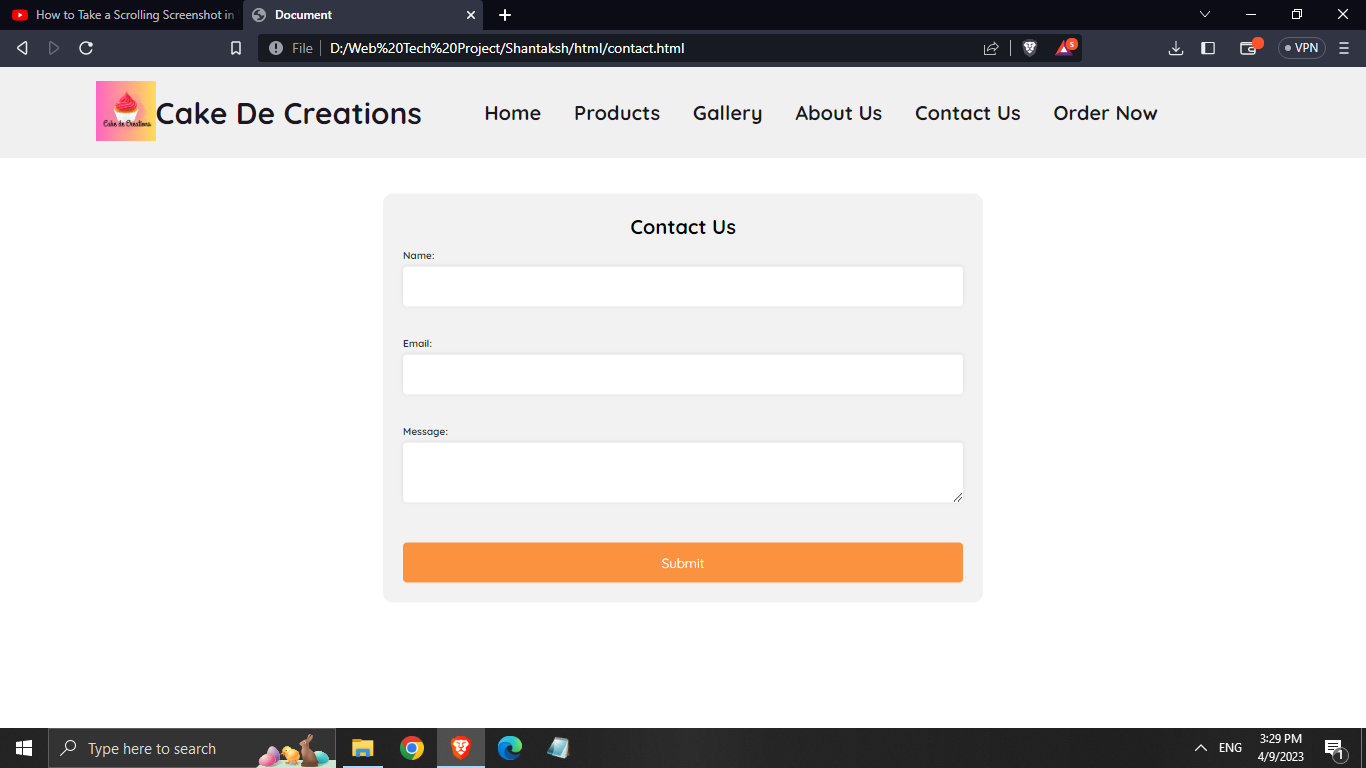 How to Take a Scrolling Screenshot in
Document
File
D:/Web%20Tech%20Project/Shantaksh/html/contact.html
5
VPN
Cake de Creations
Cake De Creations
Home
Products
Gallery
About Us
Contact Us
Order Now
Contact Us
Name:
Email:
Message:
Submit
Type here to search
ENG
3:29 PM
4/9/2023
1